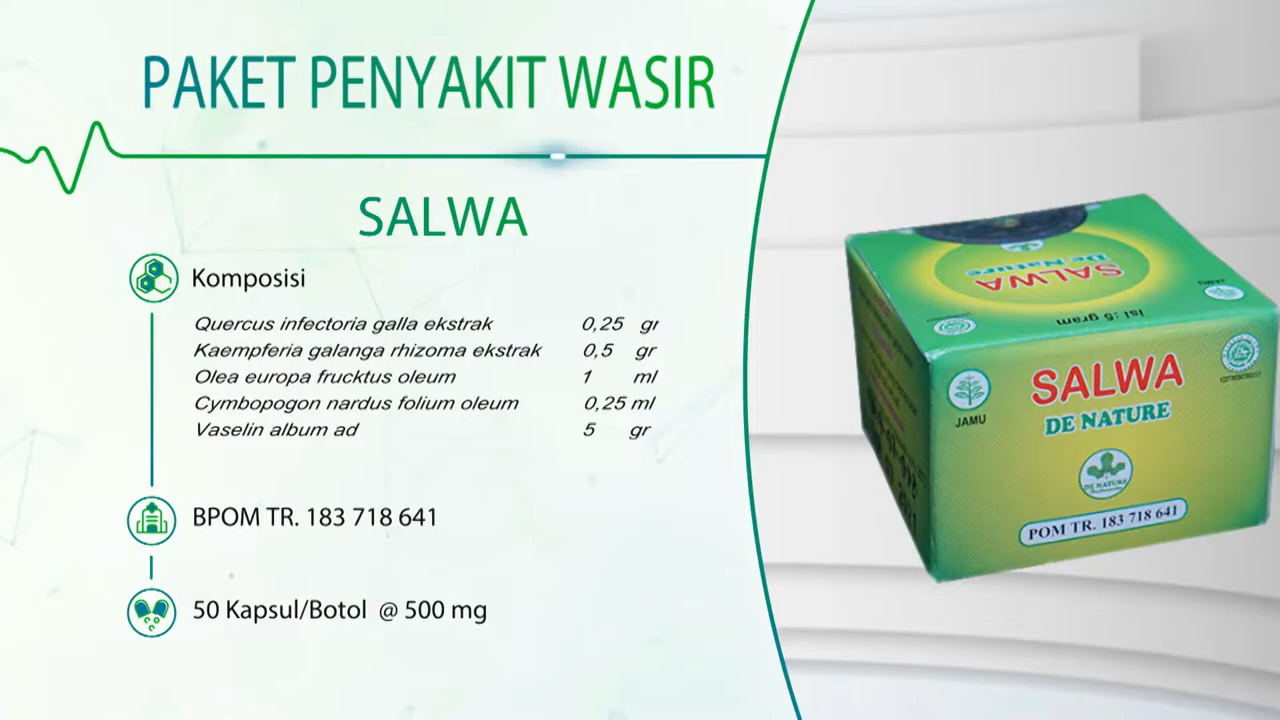 PAKET PENYAKIT WASIR
SALWA
Komposisi
Quercus infectoria galla ekstrak 0,25 gr
Kaempferia galanga rhizoma ekstrak 0,5 gr
Olea europa frucktus oleum 1 ml
Cymbopogon nardus folium oleum 0,25 ml
Vaselin album ad 5 gr
BPOM TR. 183 718 641
50 Kapsul/Botol @ 500 mg
SALWA
De Nature
JAMU
Isi : 5 gram
SALWA
DE NATURE
JAMU
DE NATURE
POM TR. 183 718 641